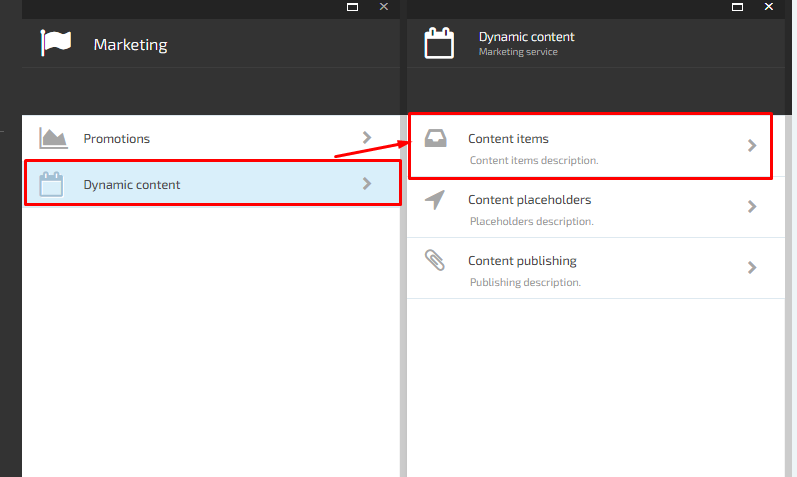 Marketing
Promotions
Dynamic content
Dynamic content
Marketing service
Content items
Content items description.
Content placeholders
Placeholders description.
Content publishing
Publishing description.